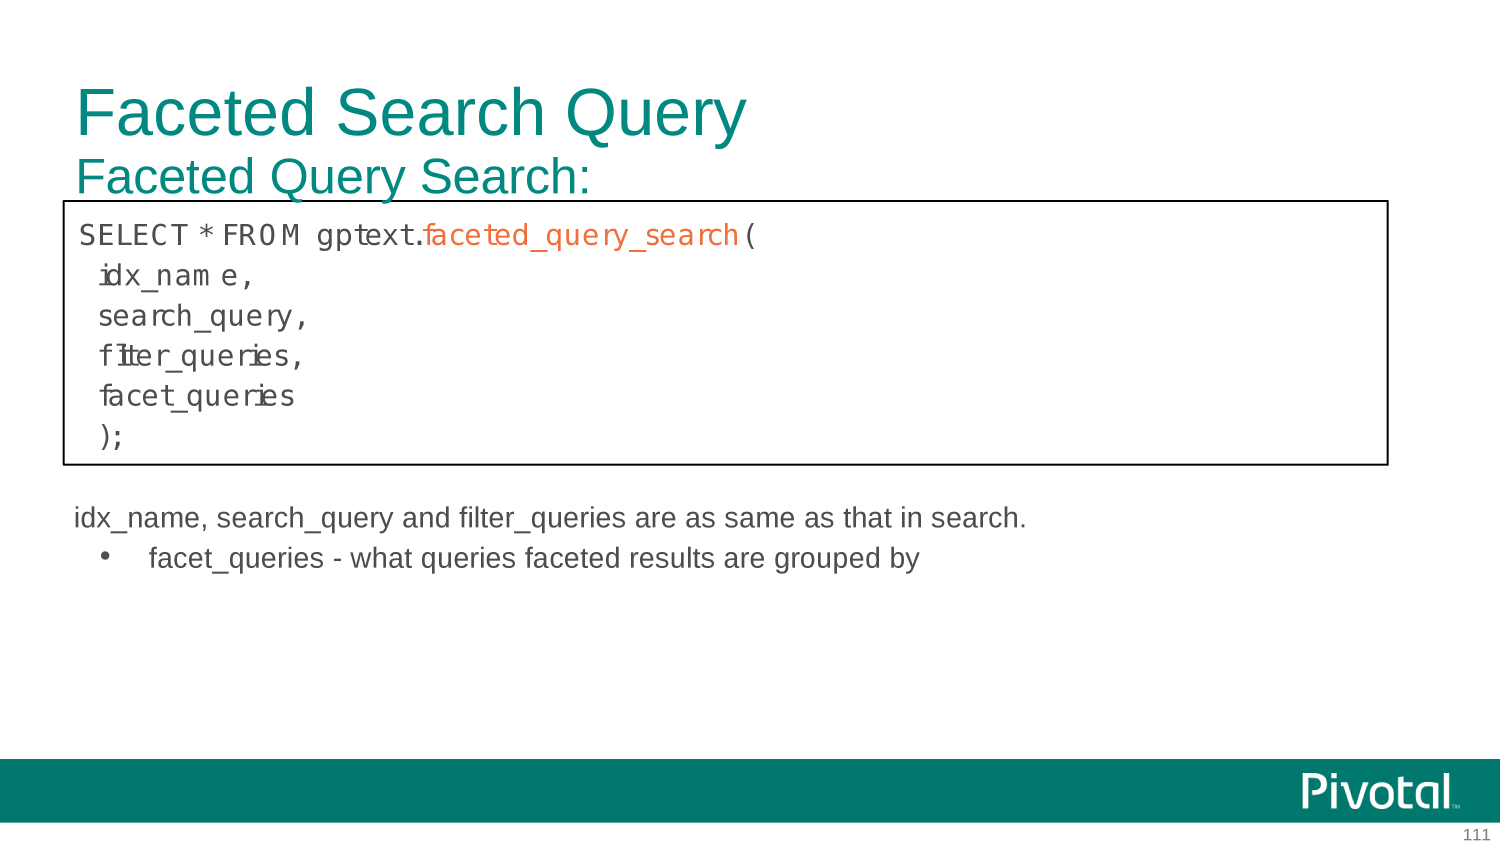 Faceted Search Query
Faceted Query Search:
SELECT * FROM gptext.faceted_query_search(
idx_name,
search_query,
filter_queries,
facet_queries
);
idx_name, search_query and filter_queries are as same as that in search.
• facet_queries - what queries faceted results are grouped by
Pivotal™
111